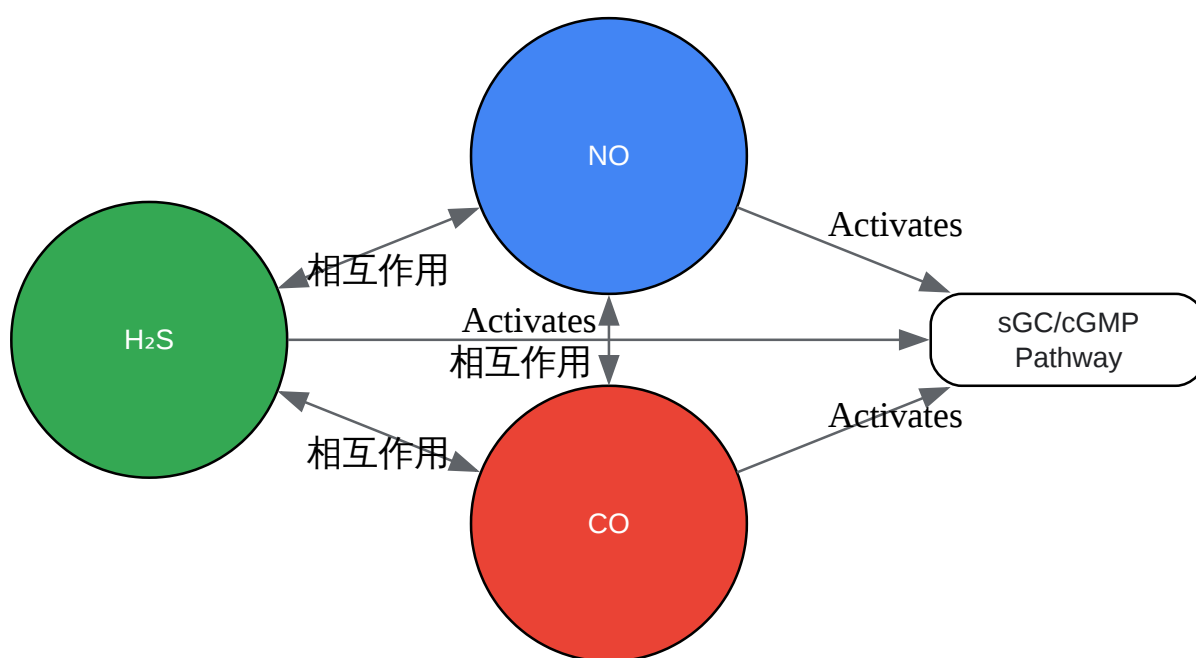 NO
Activates
相互作用
Activates
H₂S
sGC/cGMP
Pathway
相互作用
Activates
相互作用
CO